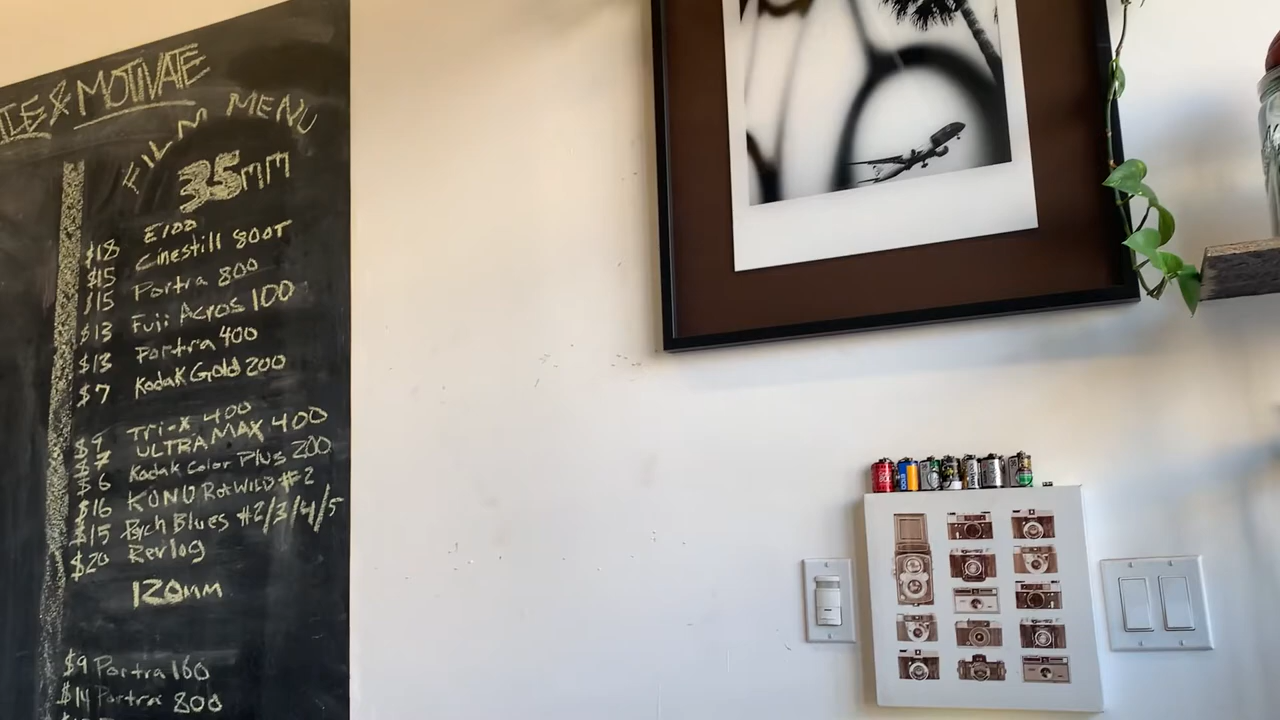 & MOTIVATE
FILM MENU
35mm
$18 E100
$15 Cinestill 800T
$15 Portra 800
$13 Fuji Acros 100
$13 Portra 400
$7 Kodak Gold 200
$9 Tri-X 400
$7 ULTRAMAX 400
$6 Kodak Color Plus 200
$16 KONO RotWILD #2
$15 Psych Blues #2/3/4/5
$20 Revlog
120mm
$9 Portra 160
$14 Portra 800